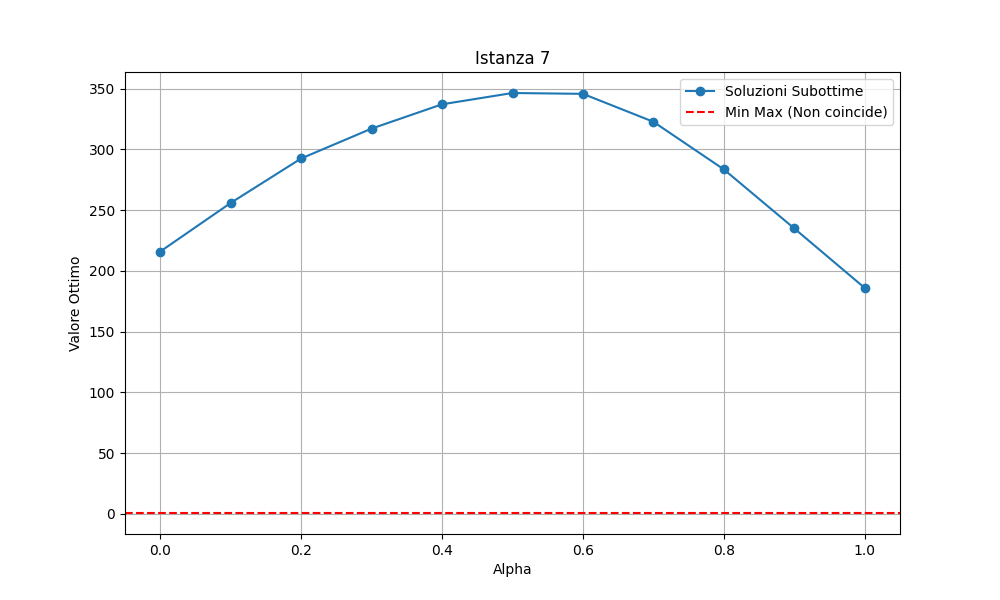 Istanza 7
Soluzioni Subottime
Min Max (Non coincide)
Valore Ottimo
350
300
250
200
150
100
50
0
0.0 0.2 0.4 0.6 0.8 1.0
Alpha